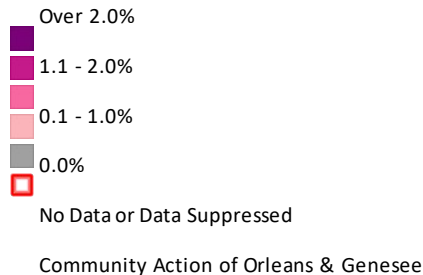 Over 2.0%
1.1 - 2.0%
0.1 - 1.0%
0.0%
No Data or Data Suppressed
Community Action of Orleans & Genesee